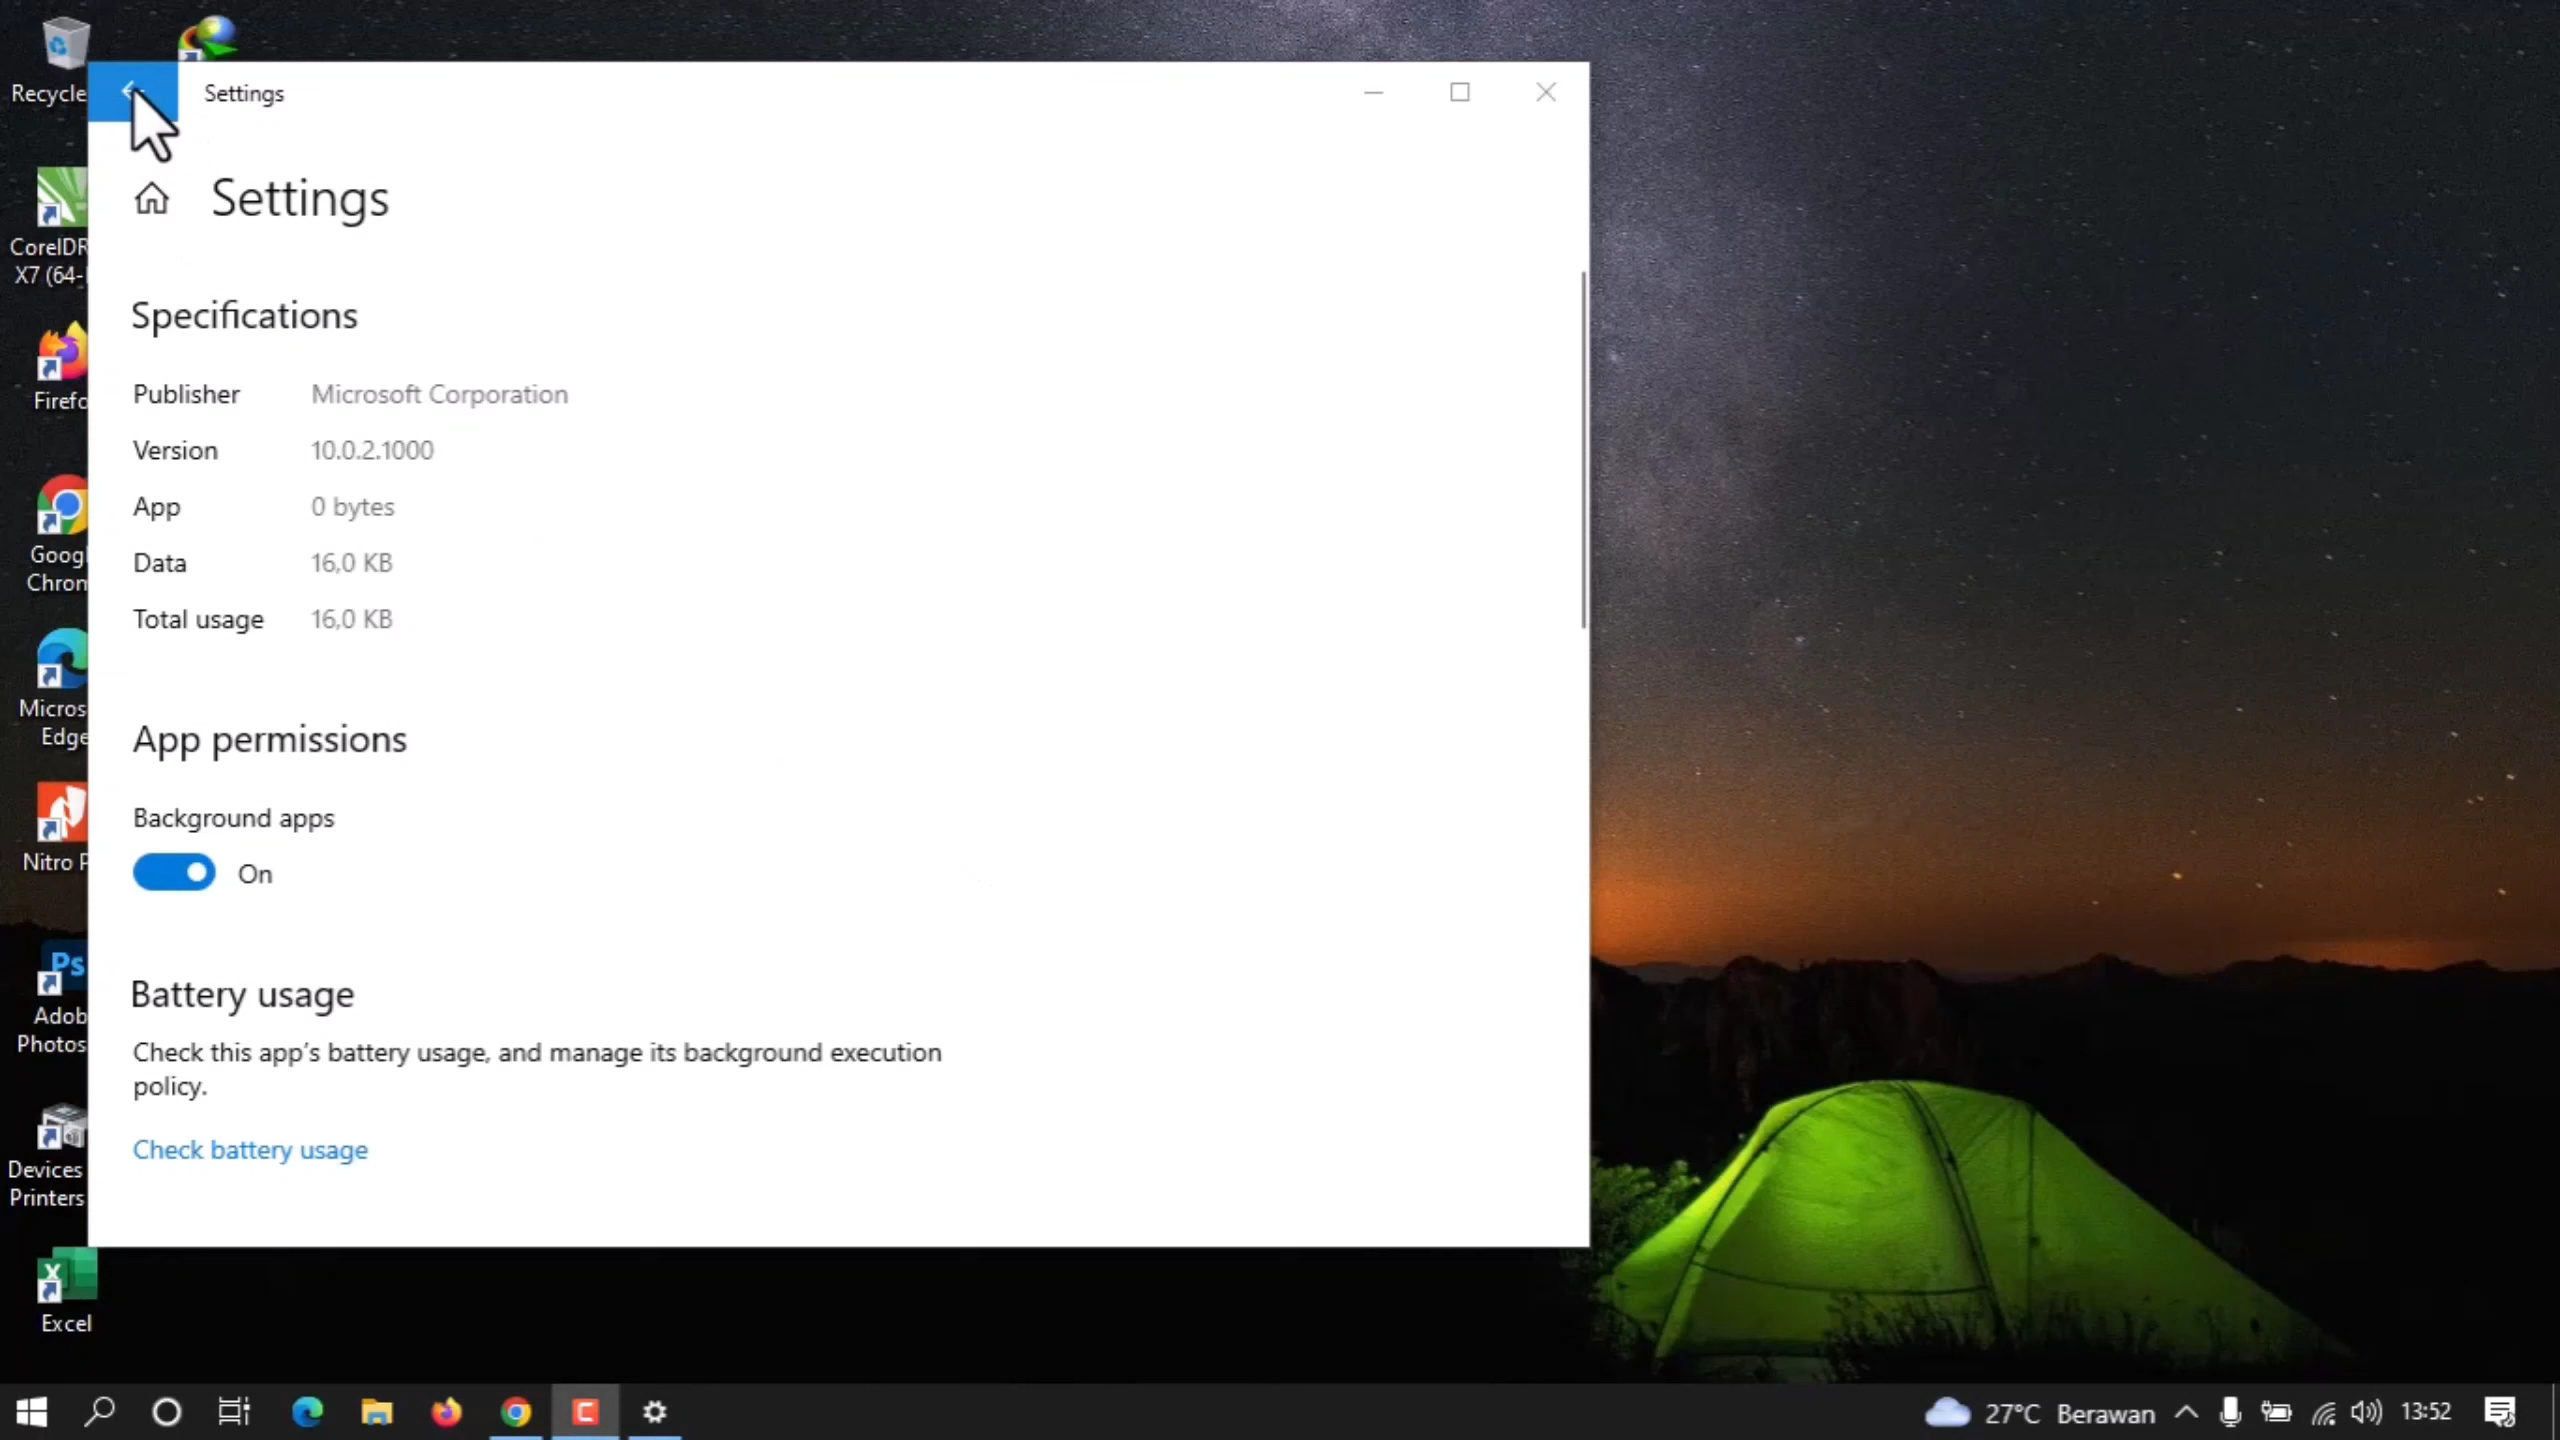 Recycle
Settings
Settings
Specifications
Publisher Microsoft Corporation
Version 10.0.2.1000
App 0 bytes
Data 16,0 KB
Total usage 16,0 KB
App permissions
Background apps
On
Battery usage
Check this app's battery usage, and manage its background execution
policy.
Check battery usage
CorelDR
X7 (64-
Firefo
Googl
Chrom
Micros
Edge
Nitro P
Ps
Adob
Photos
Devices
Printers
X
Excel
C
27°C Berawan
13:52